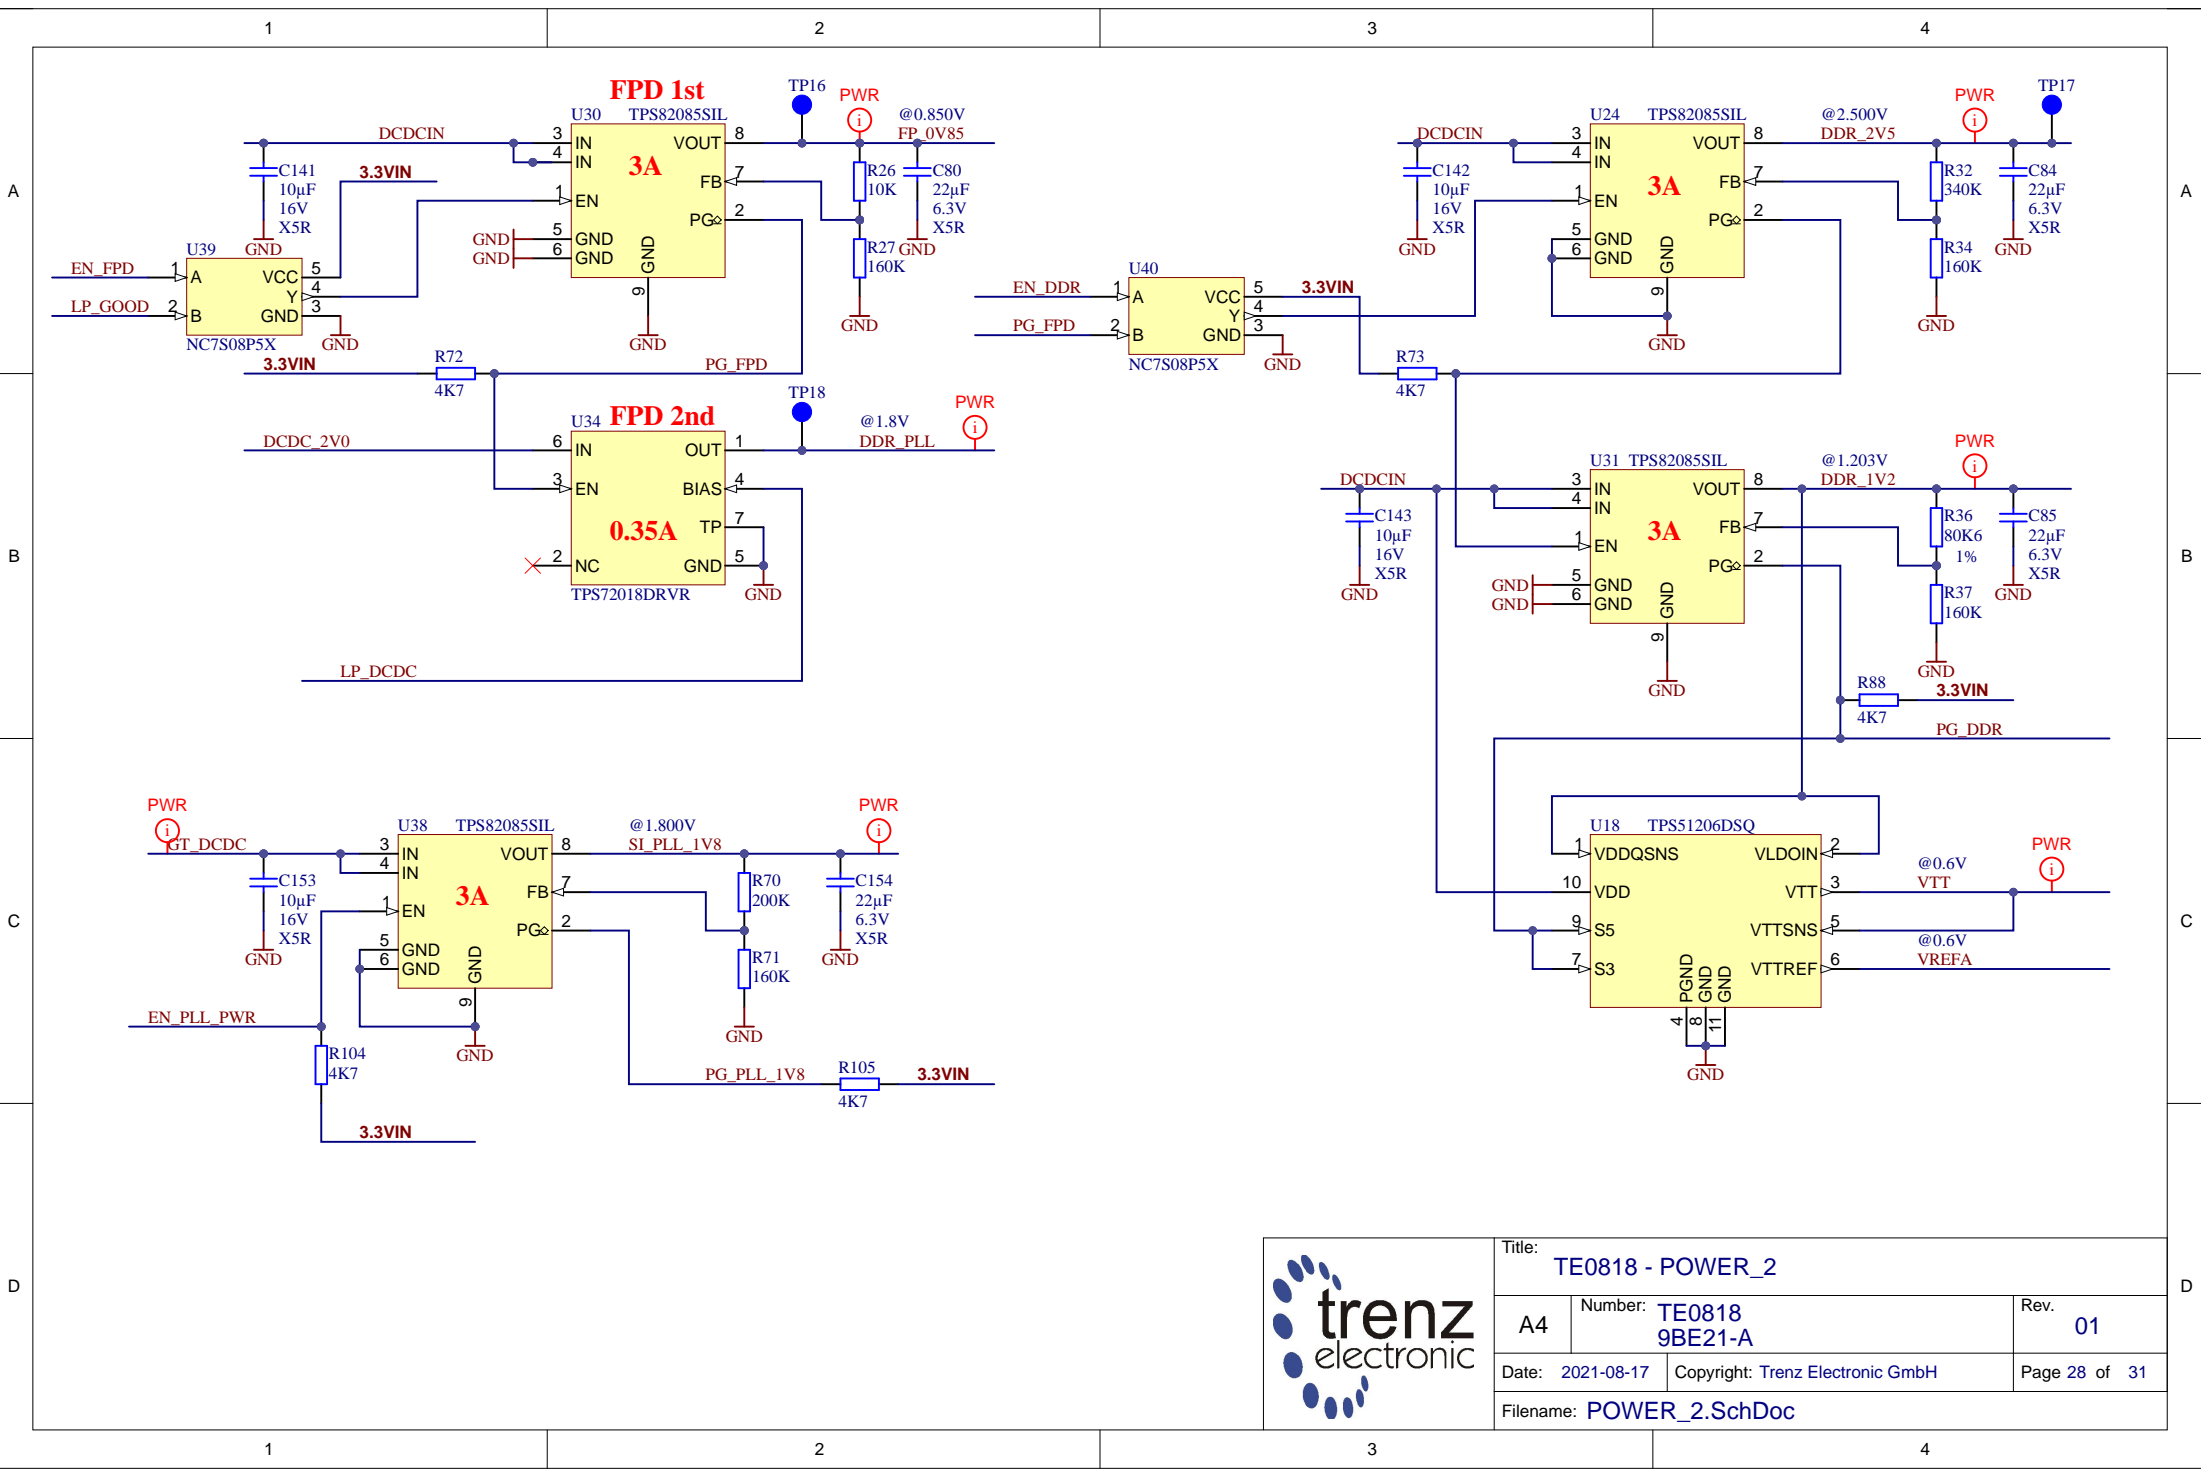 1
2
3
4
A
B
C
D
FPD 1st
U30 TPS82085SIL
TP16
PWR
i
@0.850V
FP_0V85
DCDCIN
3 IN
4 IN
1 EN
5 GND
6 GND
GND
GND
GND
9
GND
VOUT 8
FB 7
PG 2
3A
C141
10µF
16V
X5R
GND
3.3VIN
R26
10K
R27
160K
GND
C80
22µF
6.3V
X5R
GND
U39
EN_FPD
LP_GOOD
1 A
2 B
VCC 5
Y 4
GND 3
GND
NC7S08P5X
3.3VIN
R72
4K7
PG_FPD
U34 FPD 2nd
TP18
@1.8V
DDR_PLL
PWR
i
DCDC_2V0
6 IN
3 EN
2 NC
OUT 1
BIAS 4
TP 7
GND 5
0.35A
GND
TPS72018DRVR
LP_DCDC
U24 TPS82085SIL
@2.500V
DDR_2V5
PWR
i
TP17
DCDCIN
C142
10µF
16V
X5R
GND
3 IN
4 IN
1 EN
5 GND
6 GND
GND
9
GND
VOUT 8
FB 7
PG 2
3A
R32
340K
R34
160K
GND
C84
22µF
6.3V
X5R
GND
U40
EN_DDR
PG_FPD
1 A
2 B
VCC 5
Y 4
GND 3
GND
NC7S08P5X
3.3VIN
R73
4K7
U31 TPS82085SIL
@1.203V
DDR_1V2
PWR
i
DCDCIN
C143
10µF
16V
X5R
GND
3 IN
4 IN
1 EN
5 GND
6 GND
GND
GND
GND
9
GND
VOUT 8
FB 7
PG 2
3A
R36
80K6
1%
R37
160K
GND
C85
22µF
6.3V
X5R
GND
R88
4K7
3.3VIN
PG_DDR
PWR
i
GT_DCDC
U38 TPS82085SIL
@1.800V
SI_PLL_1V8
PWR
i
C153
10µF
16V
X5R
GND
3 IN
4 IN
1 EN
5 GND
6 GND
GND
9
GND
VOUT 8
FB 7
PG 2
3A
R70
200K
R71
160K
GND
C154
22µF
6.3V
X5R
GND
EN_PLL_PWR
R104
4K7
3.3VIN
PG_PLL_1V8
R105
4K7
3.3VIN
U18 TPS51206DSQ
1 VDDQSNS
10 VDD
9 S5
7 S3
VLDOIN 2
VTT 3
VTTSNS 5
VTTREF 6
PGND
GND
GND
4
8
11
GND
@0.6V
VTT
PWR
i
@0.6V
VREFA
trenz
electronic
Title:
TE0818 - POWER_2
A4
Number: TE0818
9BE21-A
Rev.
01
Date: 2021-08-17
Copyright: Trenz Electronic GmbH
Page 28 of 31
Filename: POWER_2.SchDoc
A
B
C
D
1
2
3
4